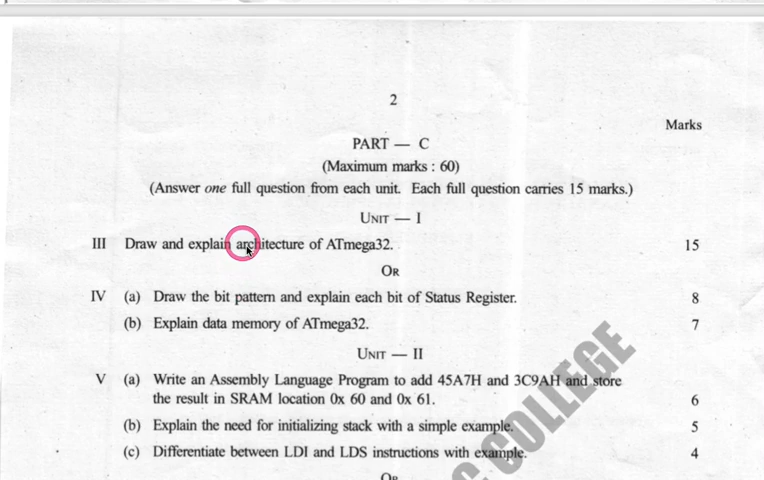 2
Marks
PART — C
(Maximum marks : 60)
(Answer one full question from each unit. Each full question carries 15 marks.)
UNIT — I
III Draw and explain architecture of ATmega32. 15
OR
IV (a) Draw the bit pattern and explain each bit of Status Register. 8
(b) Explain data memory of ATmega32. 7
UNIT — II
V (a) Write an Assembly Language Program to add 45A7H and 3C9AH and store
the result in SRAM location 0x 60 and 0x 61. 6
(b) Explain the need for initializing stack with a simple example. 5
(c) Differentiate between LDI and LDS instructions with example. 4
OR
C COLLEGE